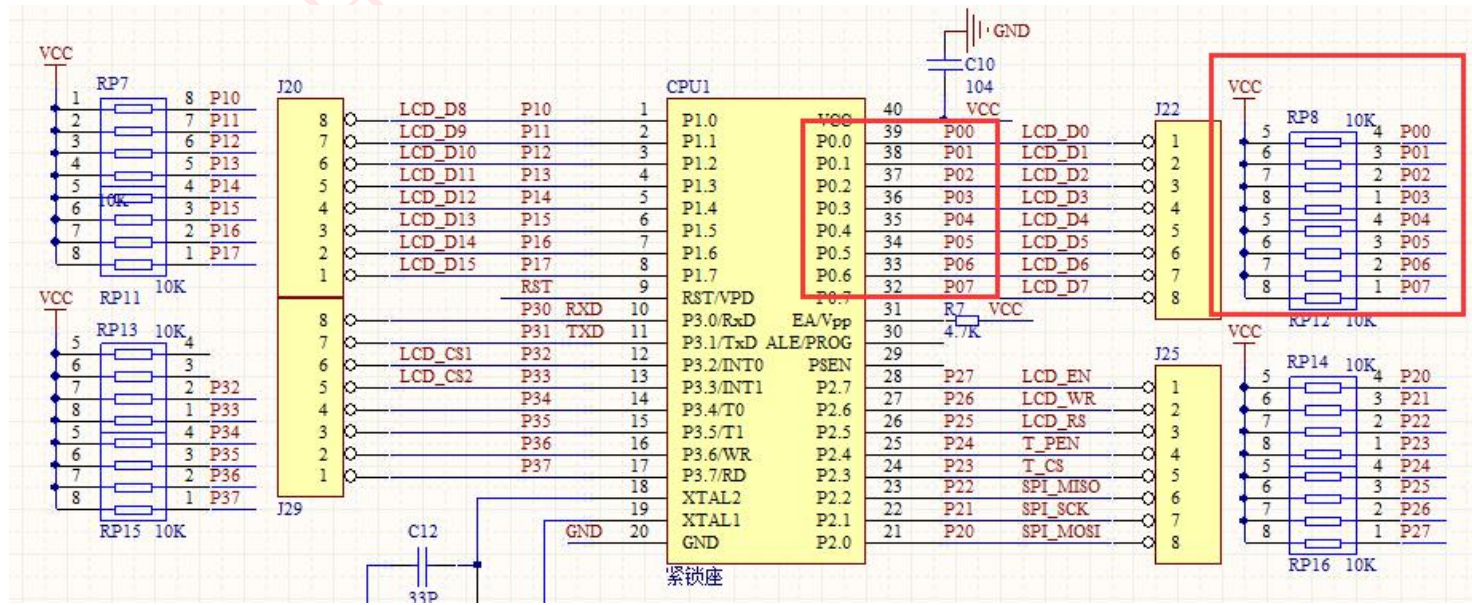 GND
C10
104
VCC
RP7
1 8 P10
2 7 P11
3 6 P12
4 5 P13
5 4 P14
10K
6 3 P15
7 2 P16
8 1 P17
10K
J20
8
7
6
5
4
3
2
1
LCD_D8 P10 1
LCD_D9 P11 2
LCD_D10 P12 3
LCD_D11 P13 4
LCD_D12 P14 5
LCD_D13 P15 6
LCD_D14 P16 7
LCD_D15 P17 8
RST 9
P30 RXD 10
P31 TXD 11
LCD_CS1 P32 12
LCD_CS2 P33 13
P34 14
P35 15
P36 16
P37 17
18
19
GND 20
VCC RP11
RP13 10K
5 4
6 3
7 2 P32
8 1 P33
5 4 P34
6 3 P35
7 2 P36
8 1 P37
RP15 10K
8
7
6
5
4
3
2
1
J29
C12
33P
CPU1
P1.0 VCC
P1.1 P0.0
P1.2 P0.1
P1.3 P0.2
P1.4 P0.3
P1.5 P0.4
P1.6 P0.5
P1.7 P0.6
RST/VPD P0.7
P3.0/RxD EA/Vpp
P3.1/TxD ALE/PROG
P3.2/INT0 PSEN
P3.3/INT1 P2.7
P3.4/T0 P2.6
P3.5/T1 P2.5
P3.6/WR P2.4
P3.7/RD P2.3
XTAL2 P2.2
XTAL1 P2.1
GND P2.0
紧锁座
40 VCC
39 P00 LCD_D0
38 P01 LCD_D1
37 P02 LCD_D2
36 P03 LCD_D3
35 P04 LCD_D4
34 P05 LCD_D5
33 P06 LCD_D6
32 P07 LCD_D7
31 R7 VCC
30 4.7K
29
28 P27 LCD_EN
27 P26 LCD_WR
26 P25 LCD_RS
25 P24 T_PEN
24 P23 T_CS
23 P22 SPI_MISO
22 P21 SPI_SCK
21 P20 SPI_MOSI
J22
1
2
3
4
5
6
7
8
J25
1
2
3
4
5
6
7
8
VCC
RP8 10K
5 4 P00
6 3 P01
7 2 P02
8 1 P03
5 4 P04
6 3 P05
7 2 P06
8 1 P07
RP12 10K
VCC
RP14 10K
5 4 P20
6 3 P21
7 2 P22
8 1 P23
5 4 P24
6 3 P25
7 2 P26
8 1 P27
RP16 10K